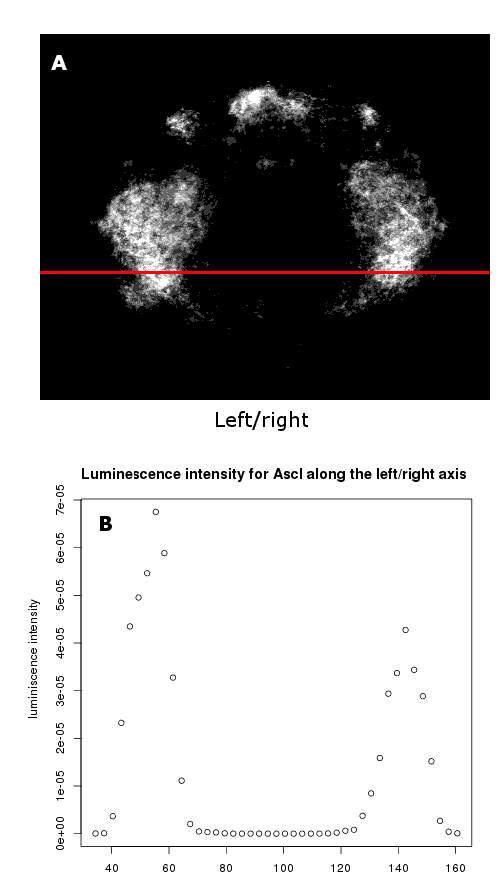 A
Left/right
Luminescence intensity for Ascl along the left/right axis
B
luminiscence intensity
7e-05
6e-05
5e-05
4e-05
3e-05
2e-05
1e-05
0e+00
40 60 80 100 120 140 160